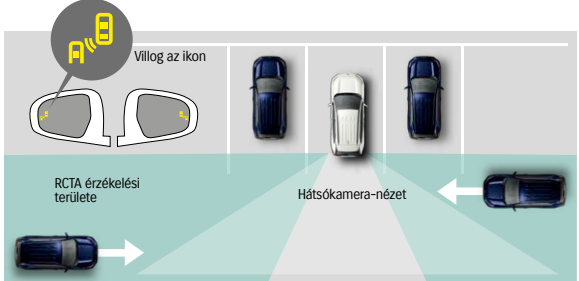 Villog az ikon
RCTA érzékelési
területe
Hátsókamera-nézet